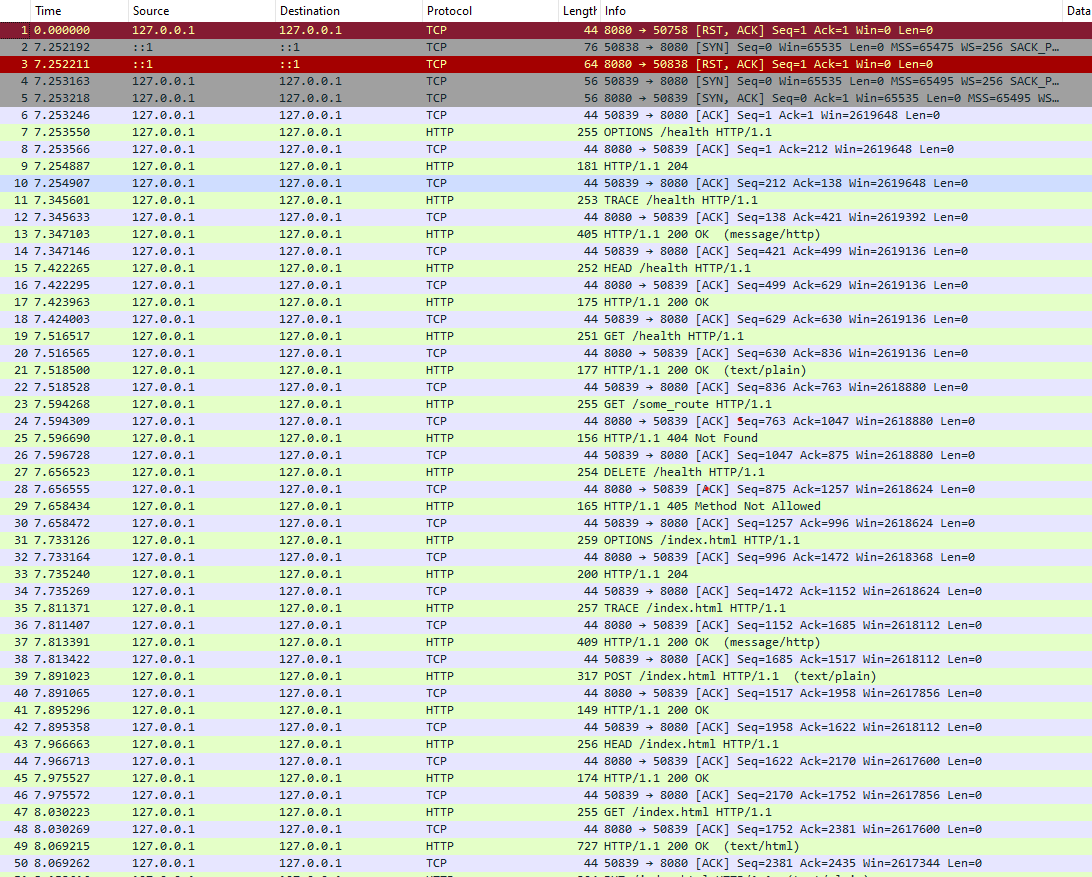 Time Source Destination Protocol Length Info Data
1 0.000000 127.0.0.1 127.0.0.1 TCP 44 8080 → 50758 [RST, ACK] Seq=1 Ack=1 Win=0 Len=0
2 7.252192 ::1 ::1 TCP 76 50838 → 8080 [SYN] Seq=0 Win=65535 Len=0 MSS=65475 WS=256 SACK_P…
3 7.252211 ::1 ::1 TCP 64 8080 → 50838 [RST, ACK] Seq=1 Ack=1 Win=0 Len=0
4 7.253163 127.0.0.1 127.0.0.1 TCP 56 50839 → 8080 [SYN] Seq=0 Win=65535 Len=0 MSS=65495 WS=256 SACK_P…
5 7.253218 127.0.0.1 127.0.0.1 TCP 56 8080 → 50839 [SYN, ACK] Seq=0 Ack=1 Win=65535 Len=0 MSS=65495 WS…
6 7.253246 127.0.0.1 127.0.0.1 TCP 44 50839 → 8080 [ACK] Seq=1 Ack=1 Win=2619648 Len=0
7 7.253550 127.0.0.1 127.0.0.1 HTTP 255 OPTIONS /health HTTP/1.1
8 7.253566 127.0.0.1 127.0.0.1 TCP 44 8080 → 50839 [ACK] Seq=1 Ack=212 Win=2619648 Len=0
9 7.254887 127.0.0.1 127.0.0.1 HTTP 181 HTTP/1.1 204
10 7.254907 127.0.0.1 127.0.0.1 TCP 44 50839 → 8080 [ACK] Seq=212 Ack=138 Win=2619648 Len=0
11 7.345601 127.0.0.1 127.0.0.1 HTTP 253 TRACE /health HTTP/1.1
12 7.345633 127.0.0.1 127.0.0.1 TCP 44 8080 → 50839 [ACK] Seq=138 Ack=421 Win=2619392 Len=0
13 7.347103 127.0.0.1 127.0.0.1 HTTP 405 HTTP/1.1 200 OK (message/http)
14 7.347146 127.0.0.1 127.0.0.1 TCP 44 50839 → 8080 [ACK] Seq=421 Ack=499 Win=2619136 Len=0
15 7.422265 127.0.0.1 127.0.0.1 HTTP 252 HEAD /health HTTP/1.1
16 7.422295 127.0.0.1 127.0.0.1 TCP 44 8080 → 50839 [ACK] Seq=499 Ack=629 Win=2619136 Len=0
17 7.423963 127.0.0.1 127.0.0.1 HTTP 175 HTTP/1.1 200 OK
18 7.424003 127.0.0.1 127.0.0.1 TCP 44 50839 → 8080 [ACK] Seq=629 Ack=630 Win=2619136 Len=0
19 7.516517 127.0.0.1 127.0.0.1 HTTP 251 GET /health HTTP/1.1
20 7.516565 127.0.0.1 127.0.0.1 TCP 44 8080 → 50839 [ACK] Seq=630 Ack=836 Win=2619136 Len=0
21 7.518500 127.0.0.1 127.0.0.1 HTTP 177 HTTP/1.1 200 OK (text/plain)
22 7.518528 127.0.0.1 127.0.0.1 TCP 44 50839 → 8080 [ACK] Seq=836 Ack=763 Win=2618880 Len=0
23 7.594268 127.0.0.1 127.0.0.1 HTTP 255 GET /some_route HTTP/1.1
24 7.594309 127.0.0.1 127.0.0.1 TCP 44 8080 → 50839 [ACK] Seq=763 Ack=1047 Win=2618880 Len=0
25 7.596690 127.0.0.1 127.0.0.1 HTTP 156 HTTP/1.1 404 Not Found
26 7.596728 127.0.0.1 127.0.0.1 TCP 44 50839 → 8080 [ACK] Seq=1047 Ack=875 Win=2618880 Len=0
27 7.656523 127.0.0.1 127.0.0.1 HTTP 254 DELETE /health HTTP/1.1
28 7.656555 127.0.0.1 127.0.0.1 TCP 44 8080 → 50839 [ACK] Seq=875 Ack=1257 Win=2618624 Len=0
29 7.658434 127.0.0.1 127.0.0.1 HTTP 165 HTTP/1.1 405 Method Not Allowed
30 7.658472 127.0.0.1 127.0.0.1 TCP 44 50839 → 8080 [ACK] Seq=1257 Ack=996 Win=2618624 Len=0
31 7.733126 127.0.0.1 127.0.0.1 HTTP 259 OPTIONS /index.html HTTP/1.1
32 7.733164 127.0.0.1 127.0.0.1 TCP 44 8080 → 50839 [ACK] Seq=996 Ack=1472 Win=2618368 Len=0
33 7.735240 127.0.0.1 127.0.0.1 HTTP 200 HTTP/1.1 204
34 7.735269 127.0.0.1 127.0.0.1 TCP 44 50839 → 8080 [ACK] Seq=1472 Ack=1152 Win=2618624 Len=0
35 7.811371 127.0.0.1 127.0.0.1 HTTP 257 TRACE /index.html HTTP/1.1
36 7.811407 127.0.0.1 127.0.0.1 TCP 44 8080 → 50839 [ACK] Seq=1152 Ack=1685 Win=2618112 Len=0
37 7.813391 127.0.0.1 127.0.0.1 HTTP 409 HTTP/1.1 200 OK (message/http)
38 7.813422 127.0.0.1 127.0.0.1 TCP 44 50839 → 8080 [ACK] Seq=1685 Ack=1517 Win=2618112 Len=0
39 7.891023 127.0.0.1 127.0.0.1 HTTP 317 POST /index.html HTTP/1.1 (text/plain)
40 7.891065 127.0.0.1 127.0.0.1 TCP 44 8080 → 50839 [ACK] Seq=1517 Ack=1958 Win=2617856 Len=0
41 7.895296 127.0.0.1 127.0.0.1 HTTP 149 HTTP/1.1 200 OK
42 7.895358 127.0.0.1 127.0.0.1 TCP 44 50839 → 8080 [ACK] Seq=1958 Ack=1622 Win=2618112 Len=0
43 7.966663 127.0.0.1 127.0.0.1 HTTP 256 HEAD /index.html HTTP/1.1
44 7.966713 127.0.0.1 127.0.0.1 TCP 44 8080 → 50839 [ACK] Seq=1622 Ack=2170 Win=2617600 Len=0
45 7.975527 127.0.0.1 127.0.0.1 HTTP 174 HTTP/1.1 200 OK
46 7.975572 127.0.0.1 127.0.0.1 TCP 44 50839 → 8080 [ACK] Seq=2170 Ack=1752 Win=2617856 Len=0
47 8.030223 127.0.0.1 127.0.0.1 HTTP 255 GET /index.html HTTP/1.1
48 8.030269 127.0.0.1 127.0.0.1 TCP 44 8080 → 50839 [ACK] Seq=1752 Ack=2381 Win=2617600 Len=0
49 8.069215 127.0.0.1 127.0.0.1 HTTP 727 HTTP/1.1 200 OK (text/html)
50 8.069262 127.0.0.1 127.0.0.1 TCP 44 50839 → 8080 [ACK] Seq=2381 Ack=2435 Win=2617344 Len=0